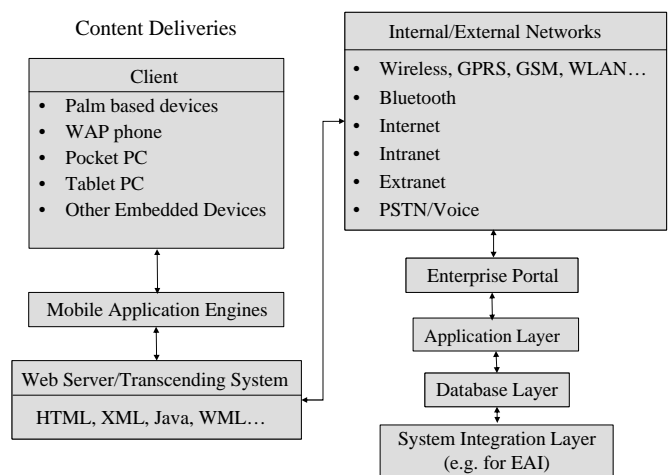 Content Deliveries
Client
• Palm based devices
• WAP phone
• Pocket PC
• Tablet PC
• Other Embedded Devices
Mobile Application Engines
Web Server/Transcending System
HTML, XML, Java, WML…
Internal/External Networks
• Wireless, GPRS, GSM, WLAN…
• Bluetooth
• Internet
• Intranet
• Extranet
• PSTN/Voice
Enterprise Portal
Application Layer
Database Layer
System Integration Layer
(e.g. for EAI)